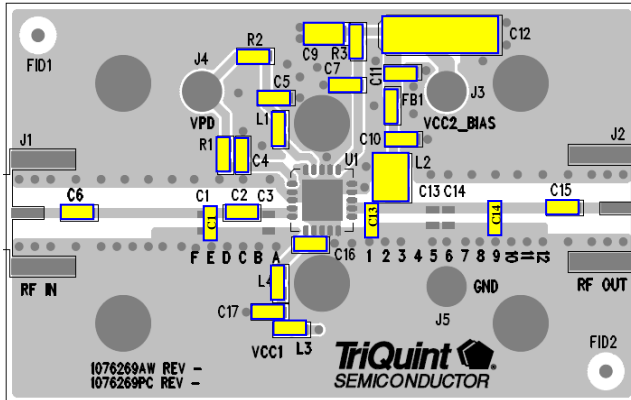 FID1
J4
R2
C9
R3
C12
C7
C11
C5
J3
FB1
VPD
L1
VCC2_BIAS
C10
J1
R1
C4
U1
L2
J2
C6
C1
C2
C3
C13
C14
C15
C1
C13
C14
F E D C B A
C16
1 2 3 4 5 6 7 8 9 10 11 12
RF IN
L4
GND
RF OUT
C17
J5
VCC1
L3
FID2
TriQuint
SEMICONDUCTOR
1076269AW REV -
1076269PC REV -